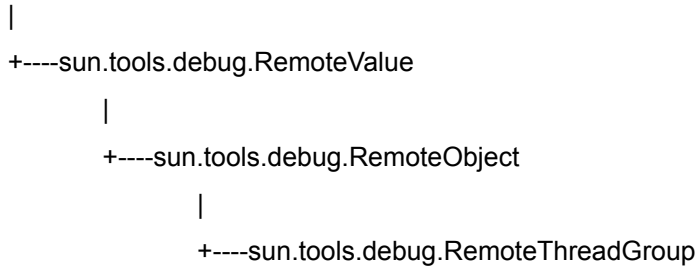 |
+----sun.tools.debug.RemoteValue
|
+----sun.tools.debug.RemoteObject
|
+----sun.tools.debug.RemoteThreadGroup